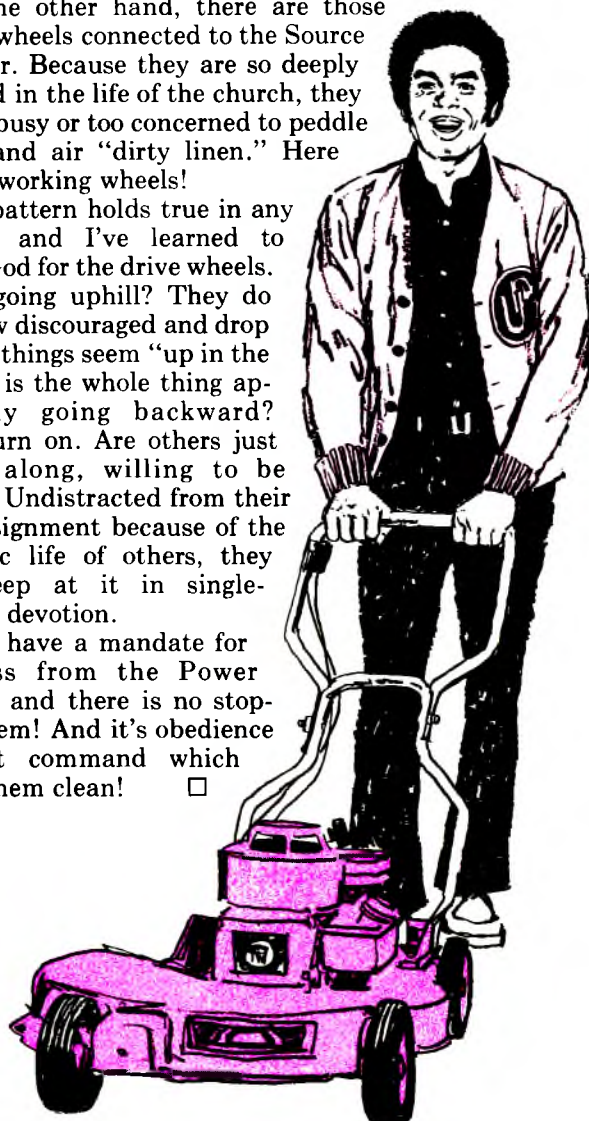 he other hand, there are those
wheels connected to the Source
r. Because they are so deeply
d in the life of the church, they
busy or too concerned to peddle
and air “dirty linen.” Here
working wheels!
pattern holds true in any
and I've learned to
od for the drive wheels.
going uphill? They do
w discouraged and drop
things seem “up in the
is the whole thing ap-
y going backward?
urn on. Are others just
along, willing to be
Undistracted from their
signment because of the
ic life of others, they
eep at it in single-
devotion.
have a mandate for
ss from the Power
and there is no stop-
em! And it's obedience
t command which
hem clean! □